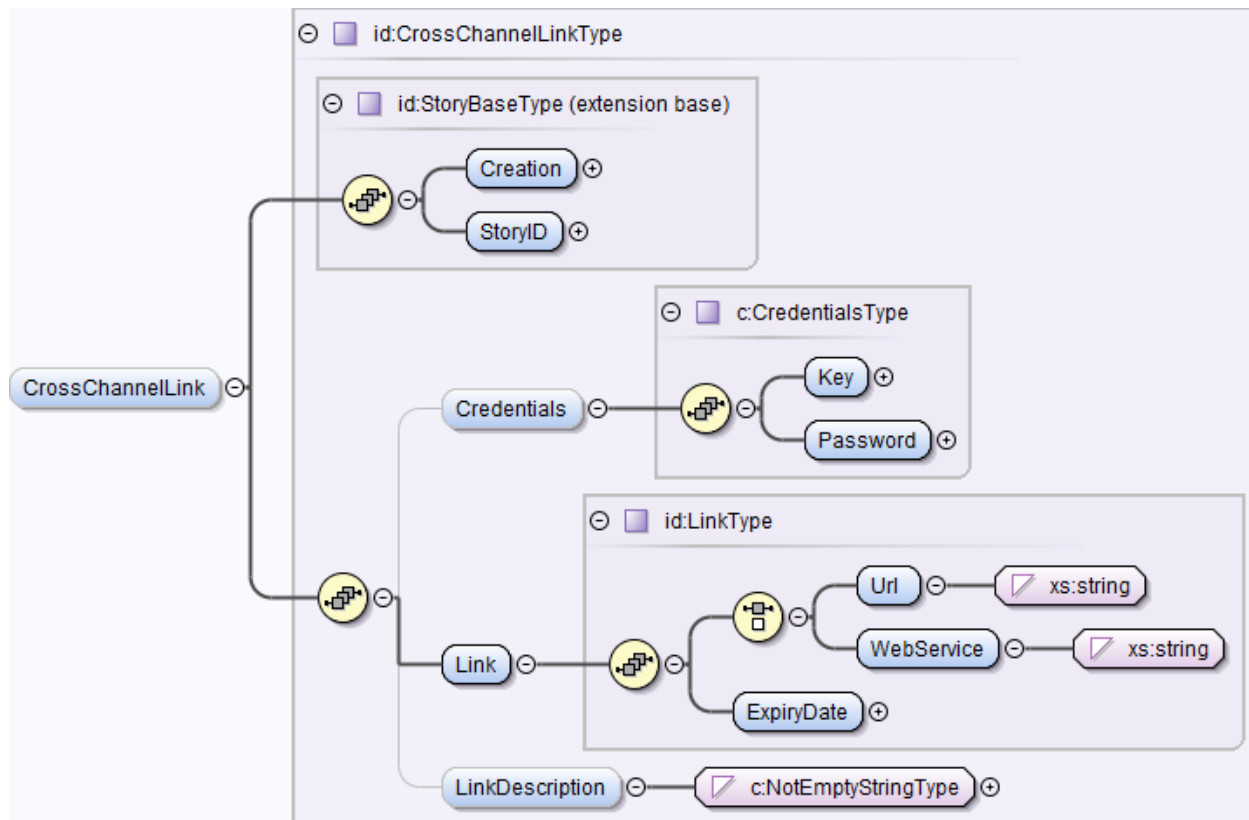 id:CrossChannelLinkType
id:StoryBaseType (extension base)
Creation
StoryID
c:CredentialsType
Key
CrossChannelLink
Credentials
Password
id:LinkType
Url
xs:string
WebService
xs:string
Link
ExpiryDate
LinkDescription
c:NotEmptyStringType